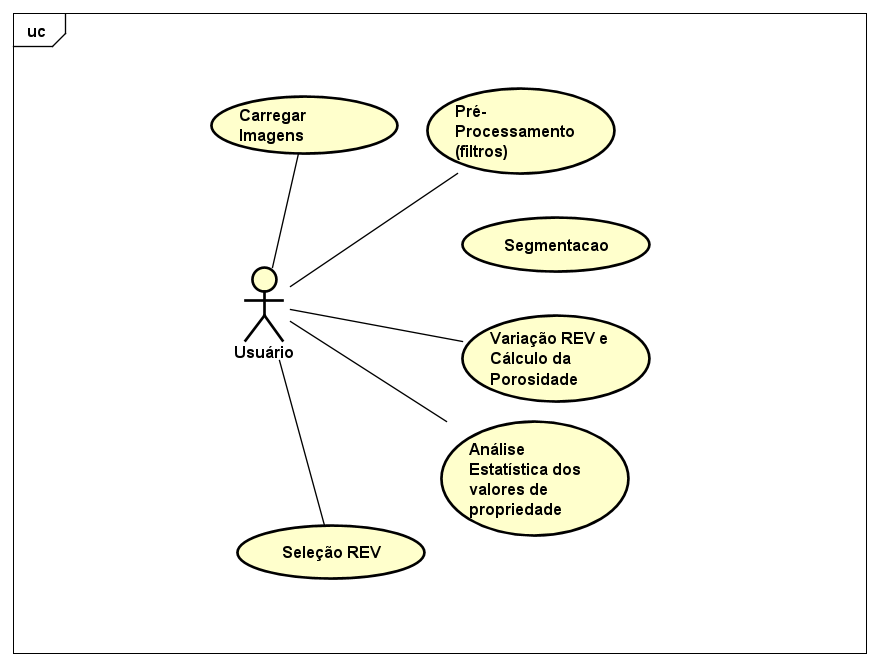 uc
Carregar
Imagens
Pré-
Processamento
(filtros)
Segmentacao
Usuário
Variação REV e
Cálculo da
Porosidade
Análise
Estatística dos
valores de
propriedade
Seleção REV